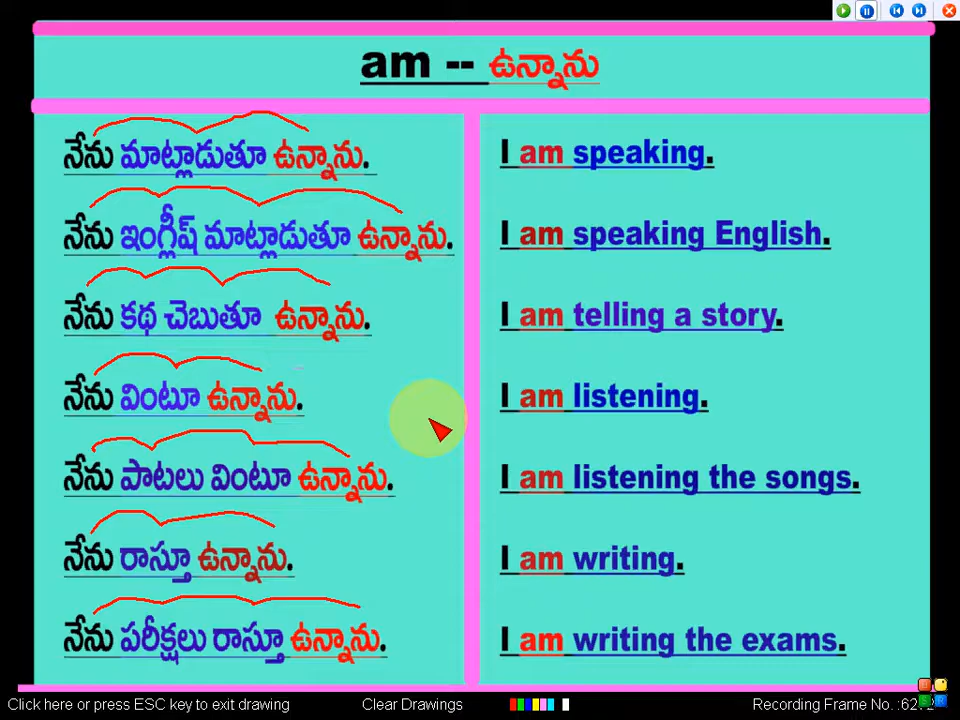 am -- ఉన్నాను
నేను మాట్లాడుతూ ఉన్నాను.
I am speaking.
నేను ఇంగ్లీష్ మాట్లాడుతూ ఉన్నాను.
I am speaking English.
నేను కథ చెబుతూ ఉన్నాను.
I am telling a story.
నేను వింటూ ఉన్నాను.
I am listening.
నేను పాటలు వింటూ ఉన్నాను.
I am listening the songs.
నేను రాస్తూ ఉన్నాను.
I am writing.
నేను పరీక్షలు రాస్తూ ఉన్నాను.
I am writing the exams.
Click here or press ESC key to exit drawing
Clear Drawings
Recording Frame No. :